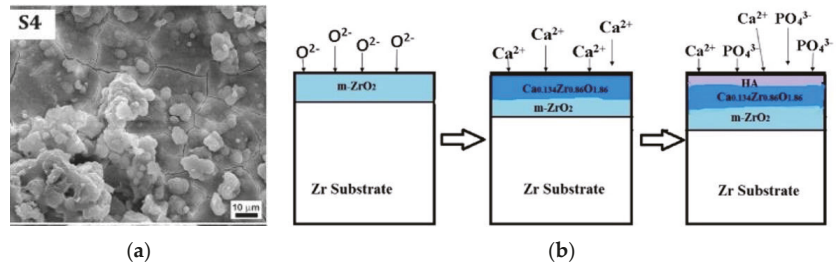 S4
10 μm
(a)
O²⁻ O²⁻ O²⁻ O²⁻
m-ZrO₂
Zr Substrate
Ca²⁺ Ca²⁺ Ca²⁺ Ca²⁺
Ca₀.₁₃₄Zr₀.₈₆O₁.₈₆
m-ZrO₂
Zr Substrate
Ca²⁺ PO₄³⁻
Ca²⁺ PO₄³⁻ PO₄³⁻
HA
Ca₀.₁₃₄Zr₀.₈₆O₁.₈₆
m-ZrO₂
Zr Substrate
(b)